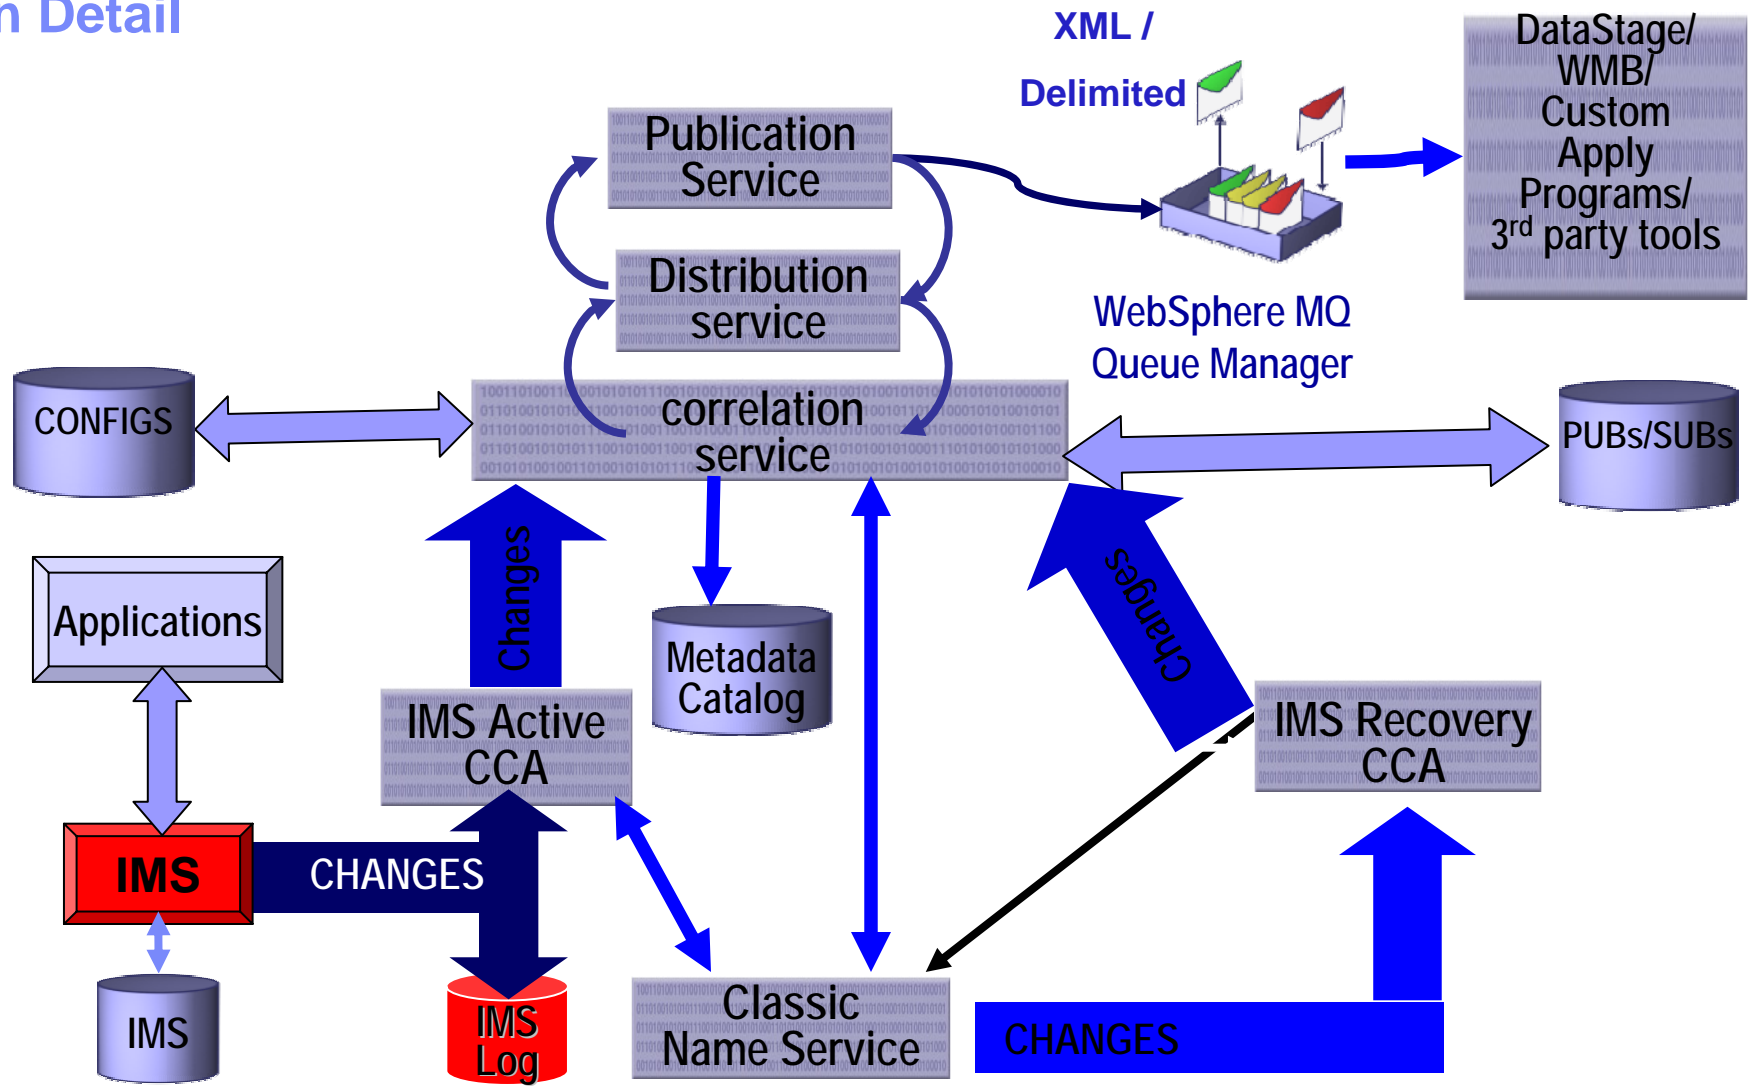 n Detail
XML /
Delimited
DataStage/
WMB/
Custom
Apply
Programs/
3rd party tools
Publication
Service
Distribution
service
WebSphere MQ
Queue Manager
CONFIGS
correlation
service
PUBs/SUBs
Changes
Changes
Applications
Metadata
Catalog
IMS Active
CCA
IMS Recovery
CCA
IMS
CHANGES
IMS
IMS
Log
Classic
Name Service
CHANGES